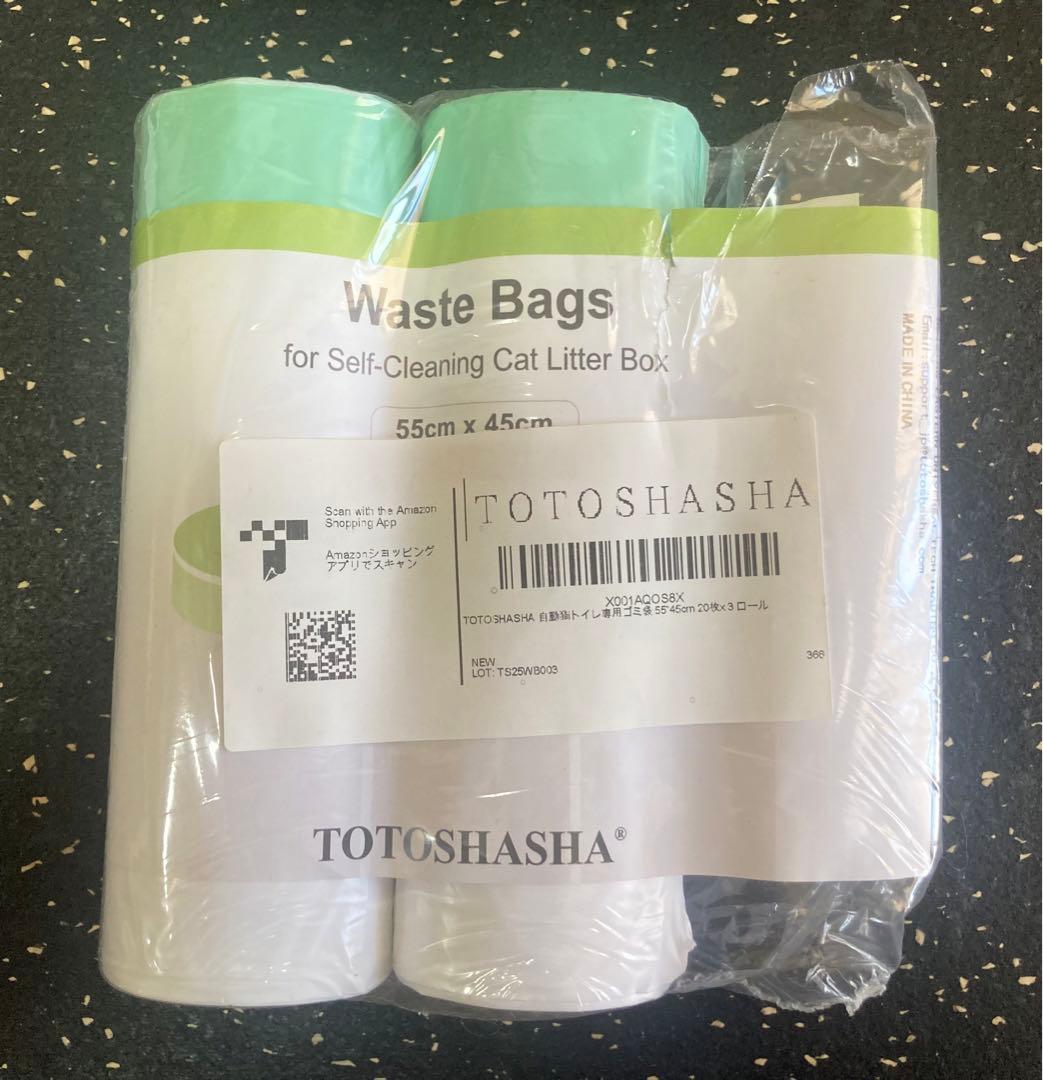 Waste Bags
for Self-Cleaning Cat Litter Box
55cm x 45cm
Scan with the Amazon
Shopping App
Amazonショッピング
アプリでスキャン
TOTOSHASHA
X001AQOS8X
TOTOSHASHA 自動猫トイレ専用ゴミ袋 55*45cm 20枚x3ロール
NEW
LOT: TS25WB003
366
TOTOSHASHA®
MADE IN CHINA